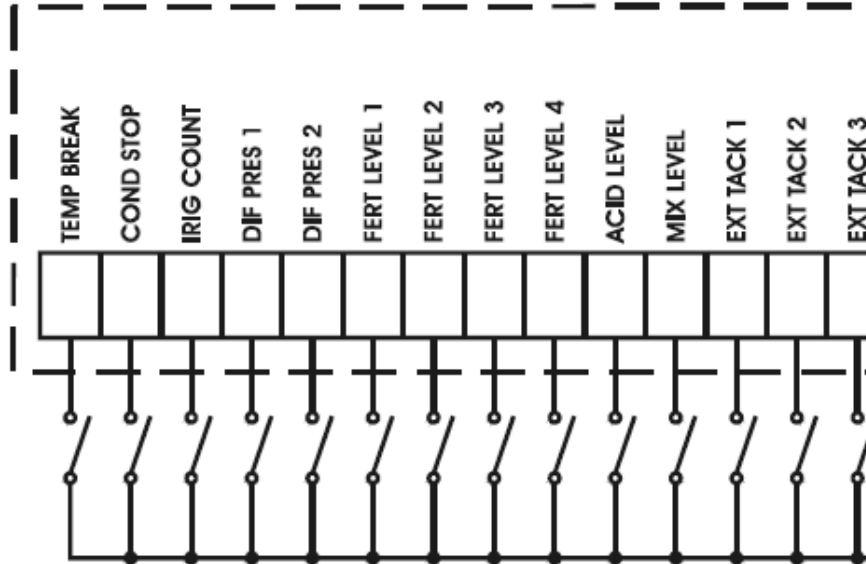 TEMP BREAK
COND STOP
IRIG COUNT
DIF PRES 1
DIF PRES 2
FERT LEVEL 1
FERT LEVEL 2
FERT LEVEL 3
FERT LEVEL 4
ACID LEVEL
MIX LEVEL
EXT TACK 1
EXT TACK 2
EXT TACK 3